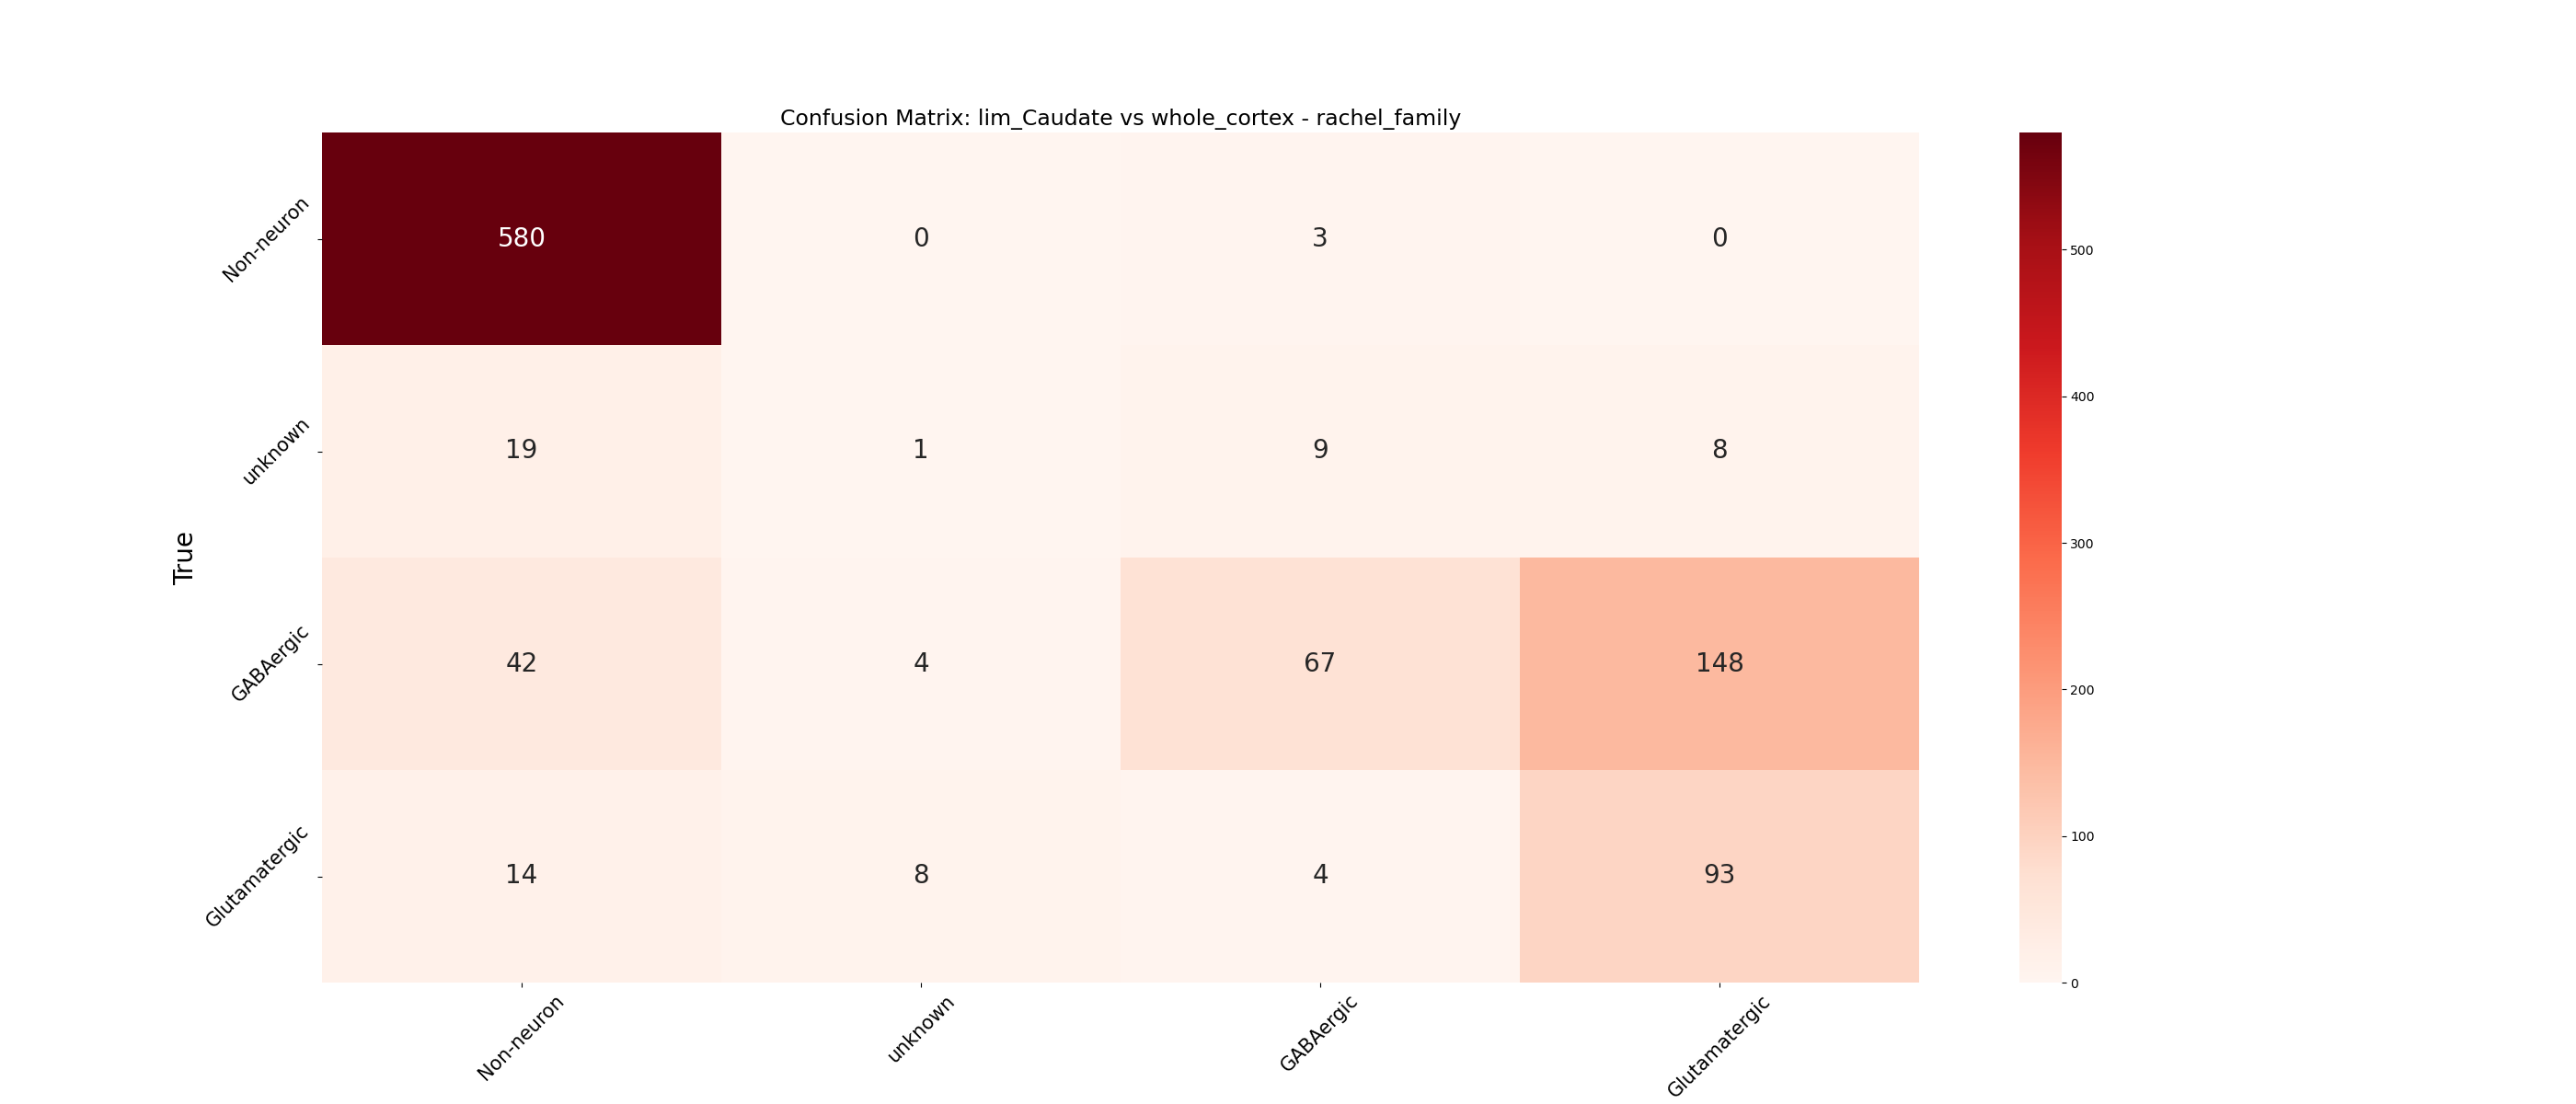 Confusion Matrix: lim_Caudate vs whole_cortex - rachel_family
True
Non-neuron 580 0 3 0
unknown 19 1 9 8
GABAergic 42 4 67 148
Glutamatergic 14 8 4 93
Non-neuron unknown GABAergic Glutamatergic
500
400
300
200
100
0